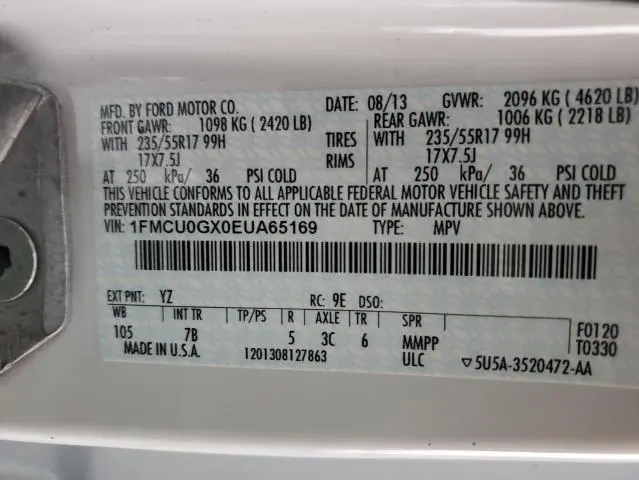 MFD. BY FORD MOTOR CO. DATE: 08/13 GVWR: 2096 KG ( 4620 LB)
FRONT GAWR: 1098 KG ( 2420 LB) REAR GAWR: 1006 KG ( 2218 LB)
WITH 235/55R17 99H TIRES WITH 235/55R17 99H
17X7.5J RIMS 17X7.5J
AT 250 kPa/ 36 PSI COLD AT 250 kPa/ 36 PSI COLD
THIS VEHICLE CONFORMS TO ALL APPLICABLE FEDERAL MOTOR VEHICLE SAFETY AND THEFT
PREVENTION STANDARDS IN EFFECT ON THE DATE OF MANUFACTURE SHOWN ABOVE.
VIN: 1FMCU0GX0EUA65169 TYPE: MPV
EXT PNT: YZ RC: 9E DSO:
WB INT TR TP/PS R AXLE TR SPR F0120
105 7B 5 3C 6 MMPP T0330
MADE IN U.S.A. 1201308127863 ULC ▽5U5A-3520472-AA